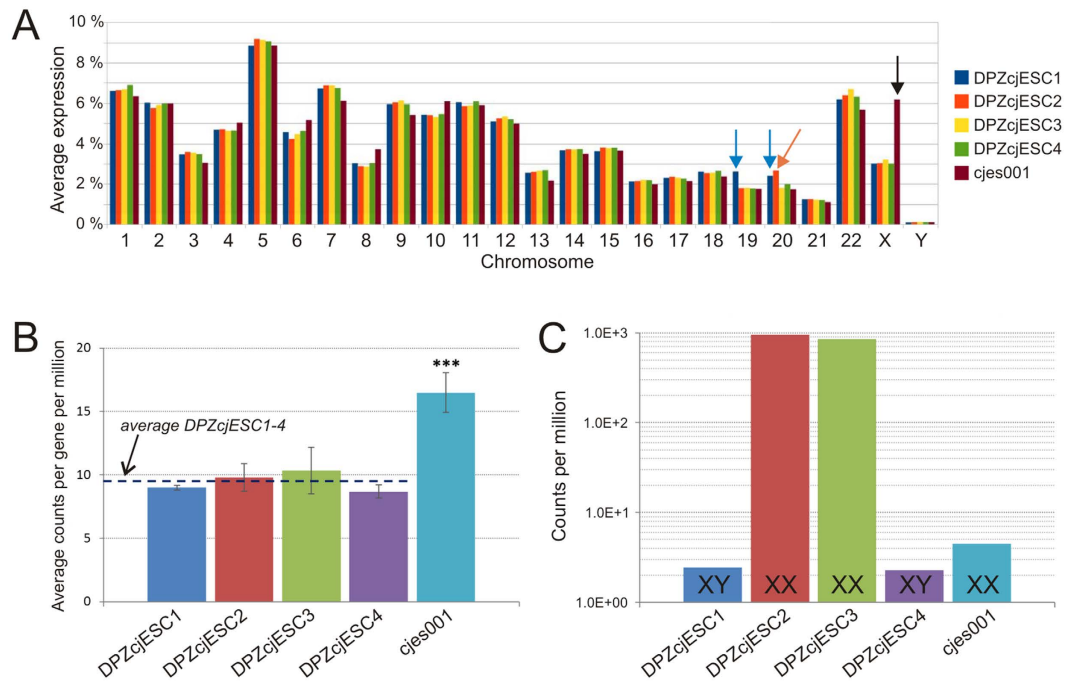 A
Average expression
10 %
8 %
6 %
4 %
2 %
0 %
1 2 3 4 5 6 7 8 9 10 11 12 13 14 15 16 17 18 19 20 21 22 X Y
Chromosome
DPZcjESC1
DPZcjESC2
DPZcjESC3
DPZcjESC4
cjes001
B
Average counts per gene per million
20
15
10
5
0
average DPZcjESC1-4
***
DPZcjESC1
DPZcjESC2
DPZcjESC3
DPZcjESC4
cjes001
C
Counts per million
1.0E+3
1.0E+2
1.0E+1
1.0E+00
XY XX XX XY XX
DPZcjESC1
DPZcjESC2
DPZcjESC3
DPZcjESC4
cjes001